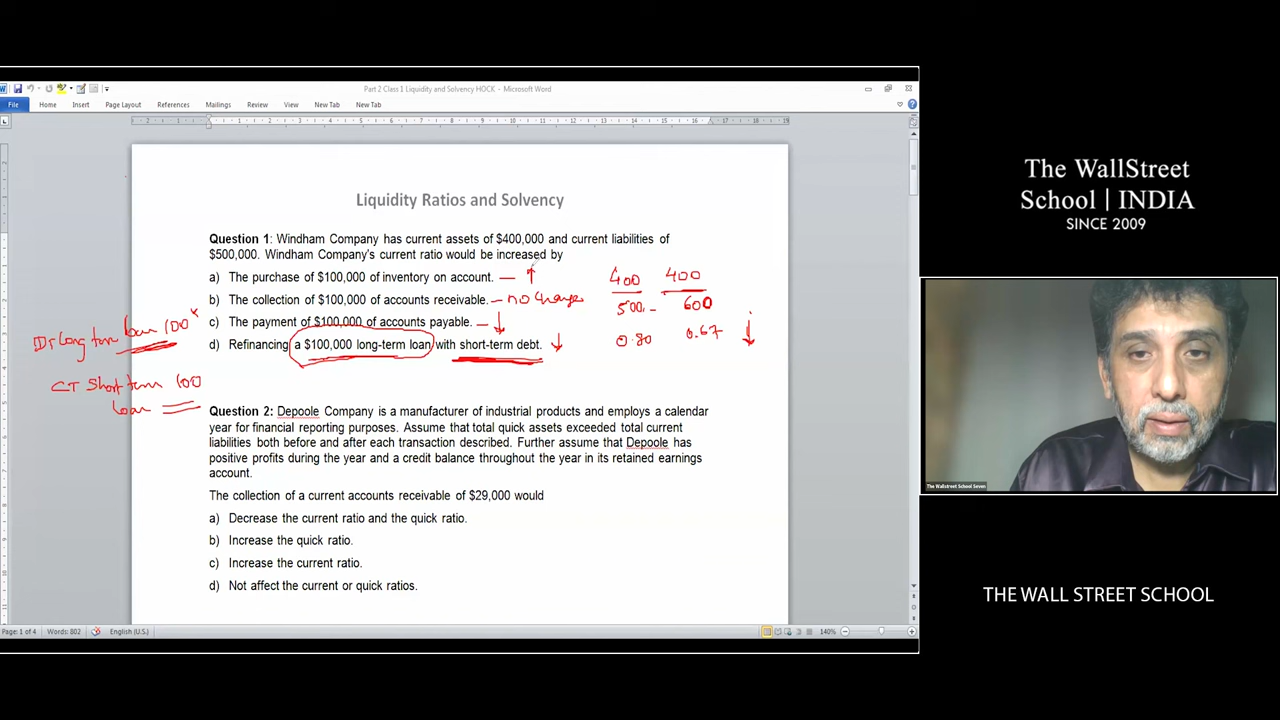 Part 2 Class 1 Liquidity and Solvency HOCK - Microsoft Word
File Home Insert Page Layout References Mailings Review View New Tab New Tab
Liquidity Ratios and Solvency
Question 1: Windham Company has current assets of $400,000 and current liabilities of
$500,000. Windham Company's current ratio would be increased by
a) The purchase of $100,000 of inventory on account. — ↑
b) The collection of $100,000 of accounts receivable. — no change
c) The payment of $100,000 of accounts payable. — ↓
d) Refinancing a $100,000 long-term loan with short-term debt. ↓
400 400
500 600
0.80 0.67 ↓
Dr Long term loan 100
Short term 100
loan
Question 2: Depoole Company is a manufacturer of industrial products and employs a calendar
year for financial reporting purposes. Assume that total quick assets exceeded total current
liabilities both before and after each transaction described. Further assume that Depoole has
positive profits during the year and a credit balance throughout the year in its retained earnings
account.
The collection of a current accounts receivable of $29,000 would
a) Decrease the current ratio and the quick ratio.
b) Increase the quick ratio.
c) Increase the current ratio.
d) Not affect the current or quick ratios.
Page: 1 of 4 Words: 802 English (U.S.) 140%
The WallStreet
School | INDIA
SINCE 2009
The Wallstreet School Seven
THE WALL STREET SCHOOL